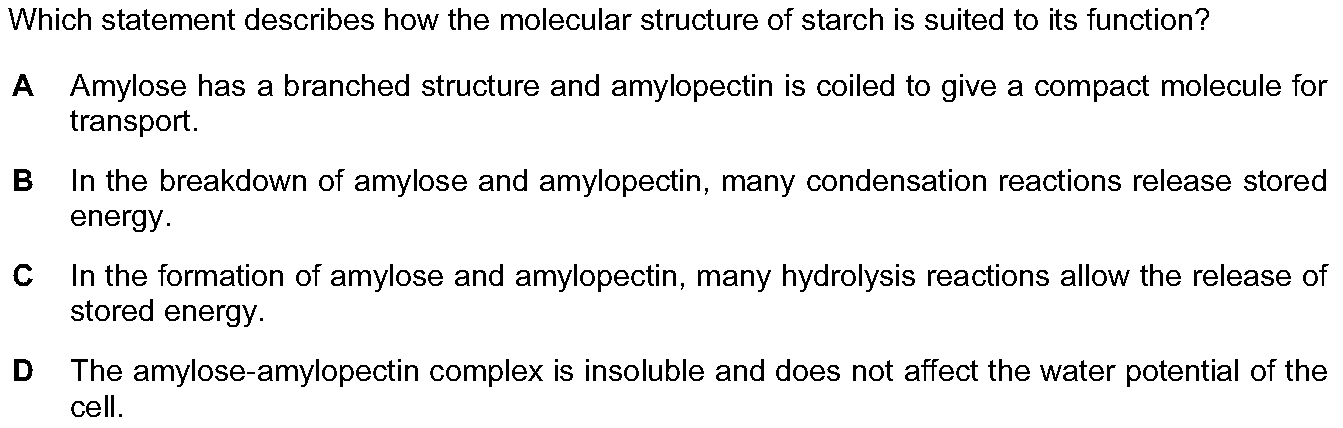 Which statement describes how the molecular structure of starch is suited to its function?
A Amylose has a branched structure and amylopectin is coiled to give a compact molecule for
transport.
B In the breakdown of amylose and amylopectin, many condensation reactions release stored
energy.
C In the formation of amylose and amylopectin, many hydrolysis reactions allow the release of
stored energy.
D The amylose-amylopectin complex is insoluble and does not affect the water potential of the
cell.